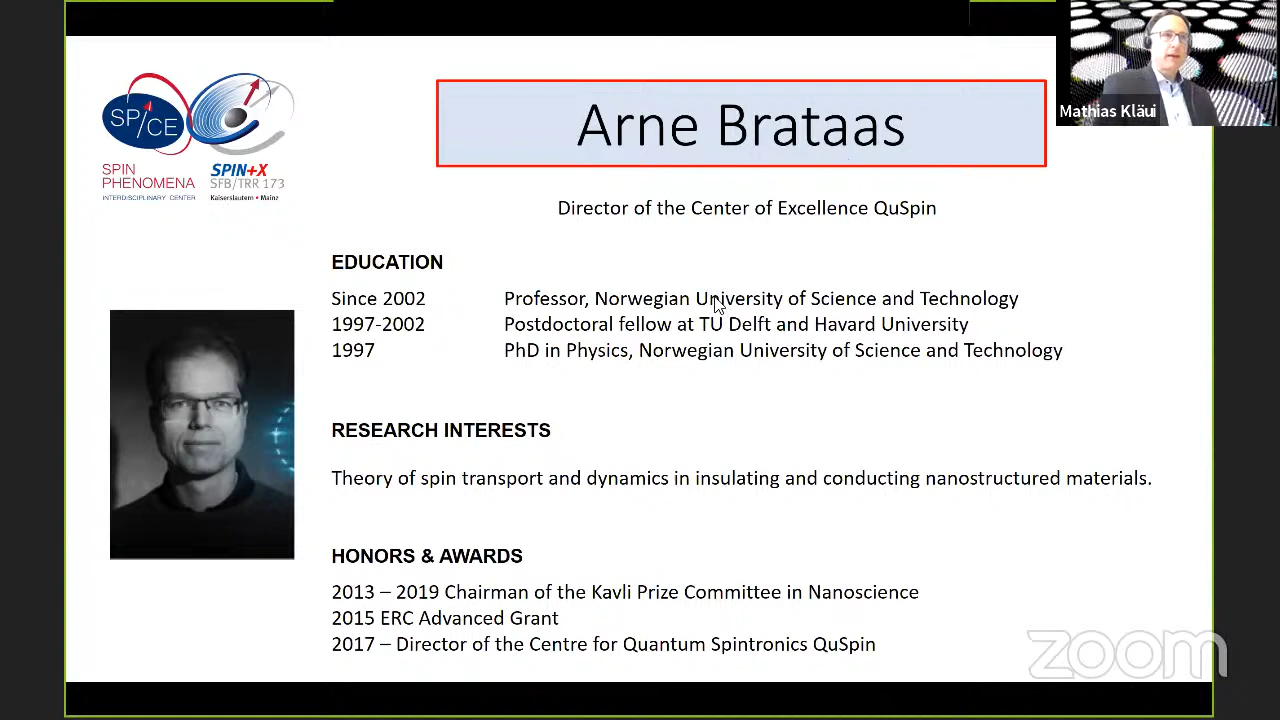 SPICE
SPIN
PHENOMENA
INTERDISCIPLINARY CENTER
SPIN+X
SFB/TRR 173
Kaiserslautern • Mainz
Arne Brataas
Mathias Kläui
Director of the Center of Excellence QuSpin
EDUCATION
Since 2002 Professor, Norwegian University of Science and Technology
1997-2002 Postdoctoral fellow at TU Delft and Havard University
1997 PhD in Physics, Norwegian University of Science and Technology
RESEARCH INTERESTS
Theory of spin transport and dynamics in insulating and conducting nanostructured materials.
HONORS & AWARDS
2013 – 2019 Chairman of the Kavli Prize Committee in Nanoscience
2015 ERC Advanced Grant
2017 – Director of the Centre for Quantum Spintronics QuSpin
zoom